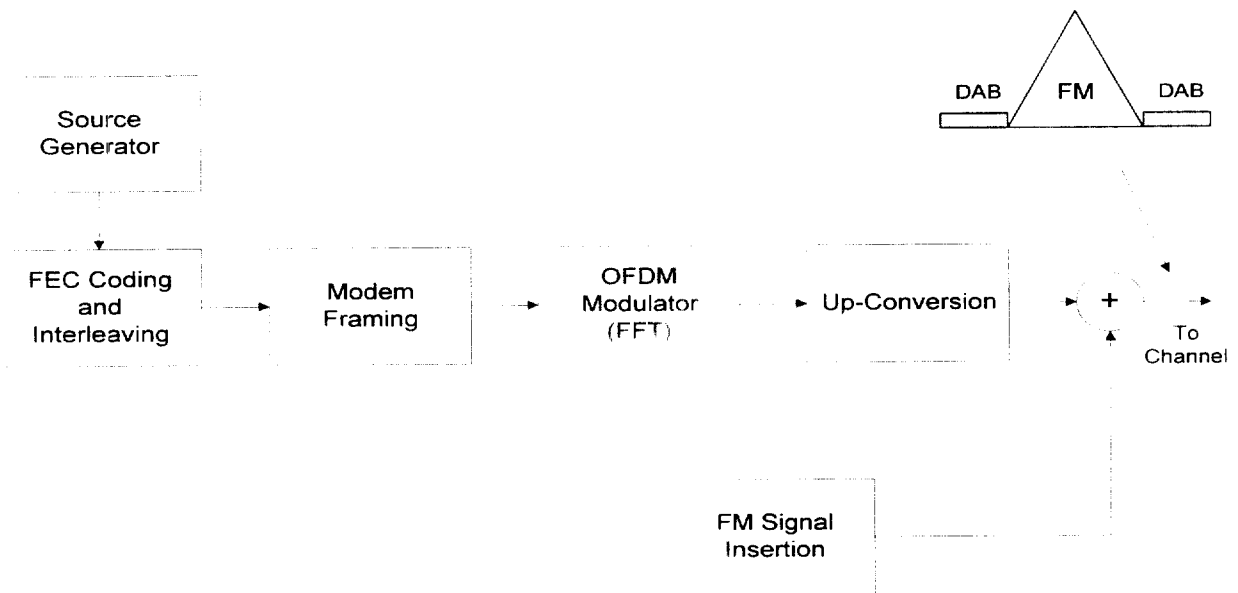 DAB
FM
DAB
Source
Generator
FEC Coding
and
Interleaving
Modem
Framing
OFDM
Modulator
(FFT)
Up-Conversion
+
To
Channel
FM Signal
Insertion